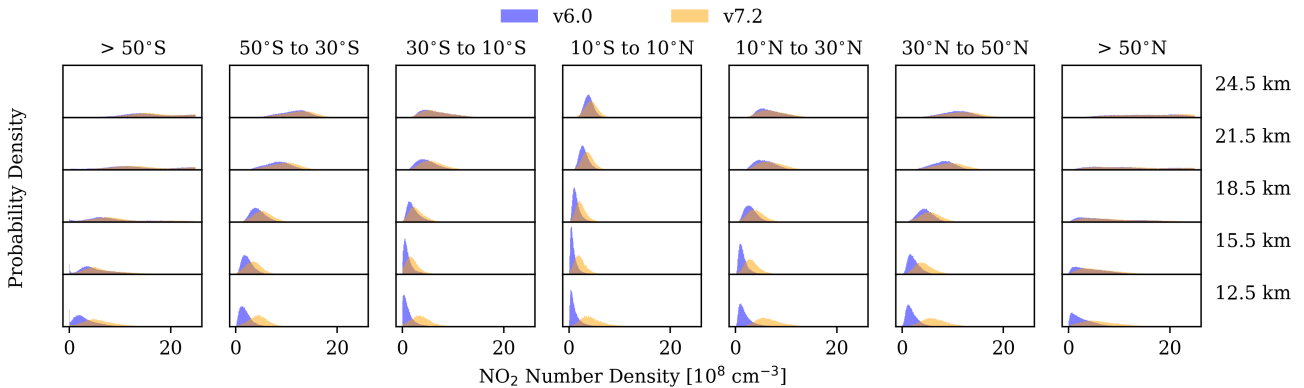 v6.0 v7.2
> 50°S 50°S to 30°S 30°S to 10°S 10°S to 10°N 10°N to 30°N 30°N to 50°N > 50°N
24.5 km
21.5 km
18.5 km
15.5 km
12.5 km
Probability Density
0 20 0 20 0 20 0 20 0 20 0 20 0 20
NO₂ Number Density [10⁸ cm⁻³]